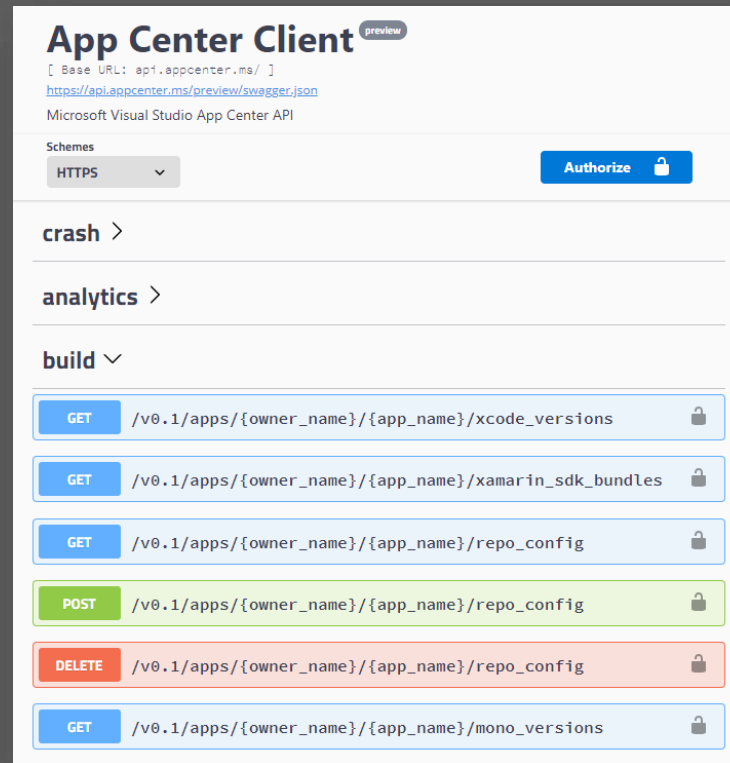 App Center Client preview
[ Base URL: api.appcenter.ms/ ]
https://api.appcenter.ms/preview/swagger.json
Microsoft Visual Studio App Center API
Schemes
HTTPS
Authorize
crash
analytics
build
GET /v0.1/apps/{owner_name}/{app_name}/xcode_versions
GET /v0.1/apps/{owner_name}/{app_name}/xamarin_sdk_bundles
GET /v0.1/apps/{owner_name}/{app_name}/repo_config
POST /v0.1/apps/{owner_name}/{app_name}/repo_config
DELETE /v0.1/apps/{owner_name}/{app_name}/repo_config
GET /v0.1/apps/{owner_name}/{app_name}/mono_versions